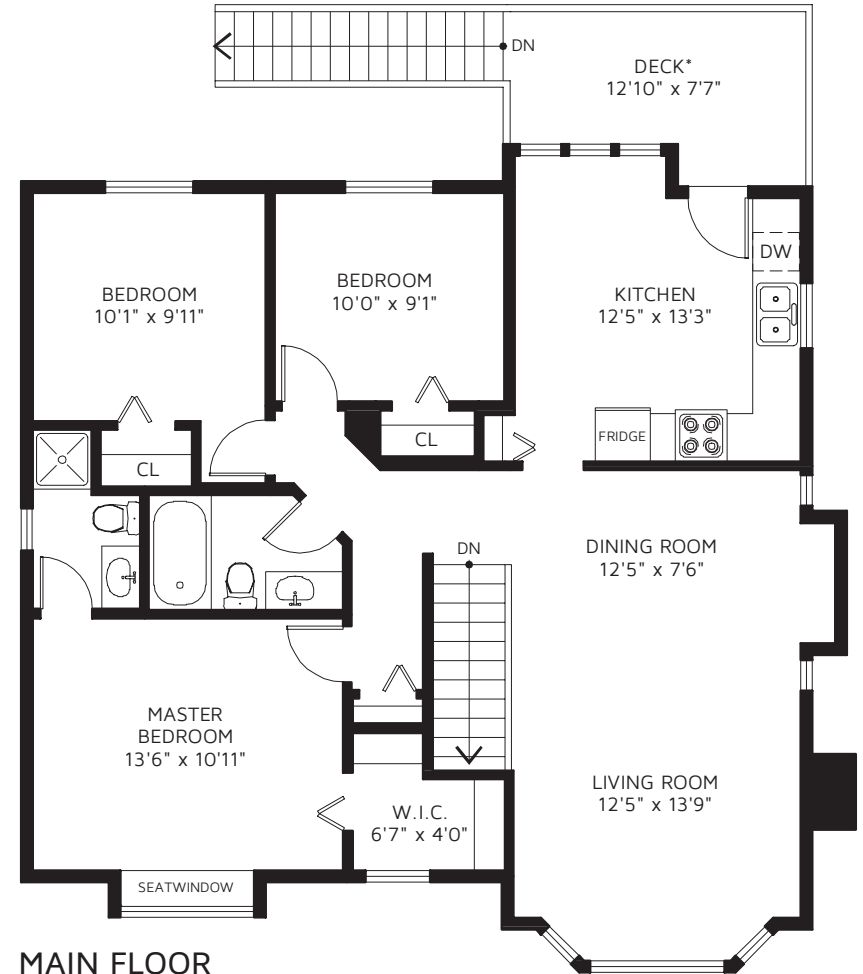 DN
DECK*
12'10" x 7'7"
BEDROOM
10'1" x 9'11"
BEDROOM
10'0" x 9'1"
KITCHEN
12'5" x 13'3"
DW
CL
CL
FRIDGE
DN
DINING ROOM
12'5" x 7'6"
MASTER
BEDROOM
13'6" x 10'11"
LIVING ROOM
12'5" x 13'9"
W.I.C.
6'7" x 4'0"
SEATWINDOW
MAIN FLOOR